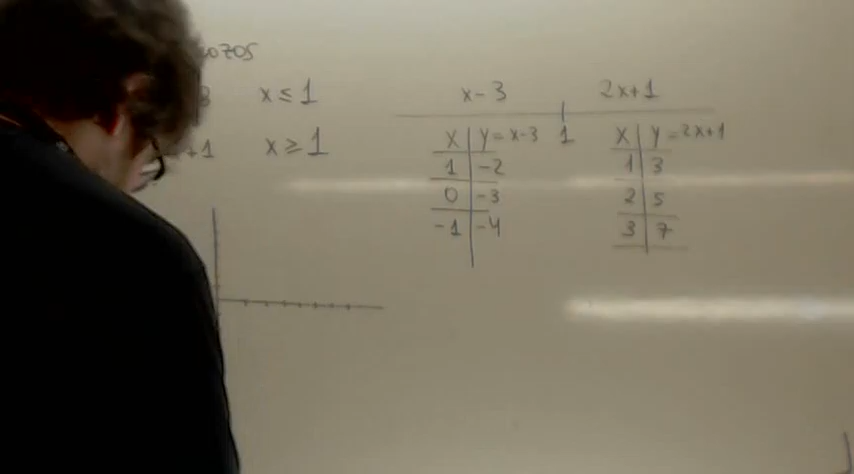 ozos
x ≤ 1
x - 3 2x+1
+1 x ≥ 1
x y = x-3 1 x y = 2x+1
1 -2 1 3
0 -3 2 5
-1 -4 3 7